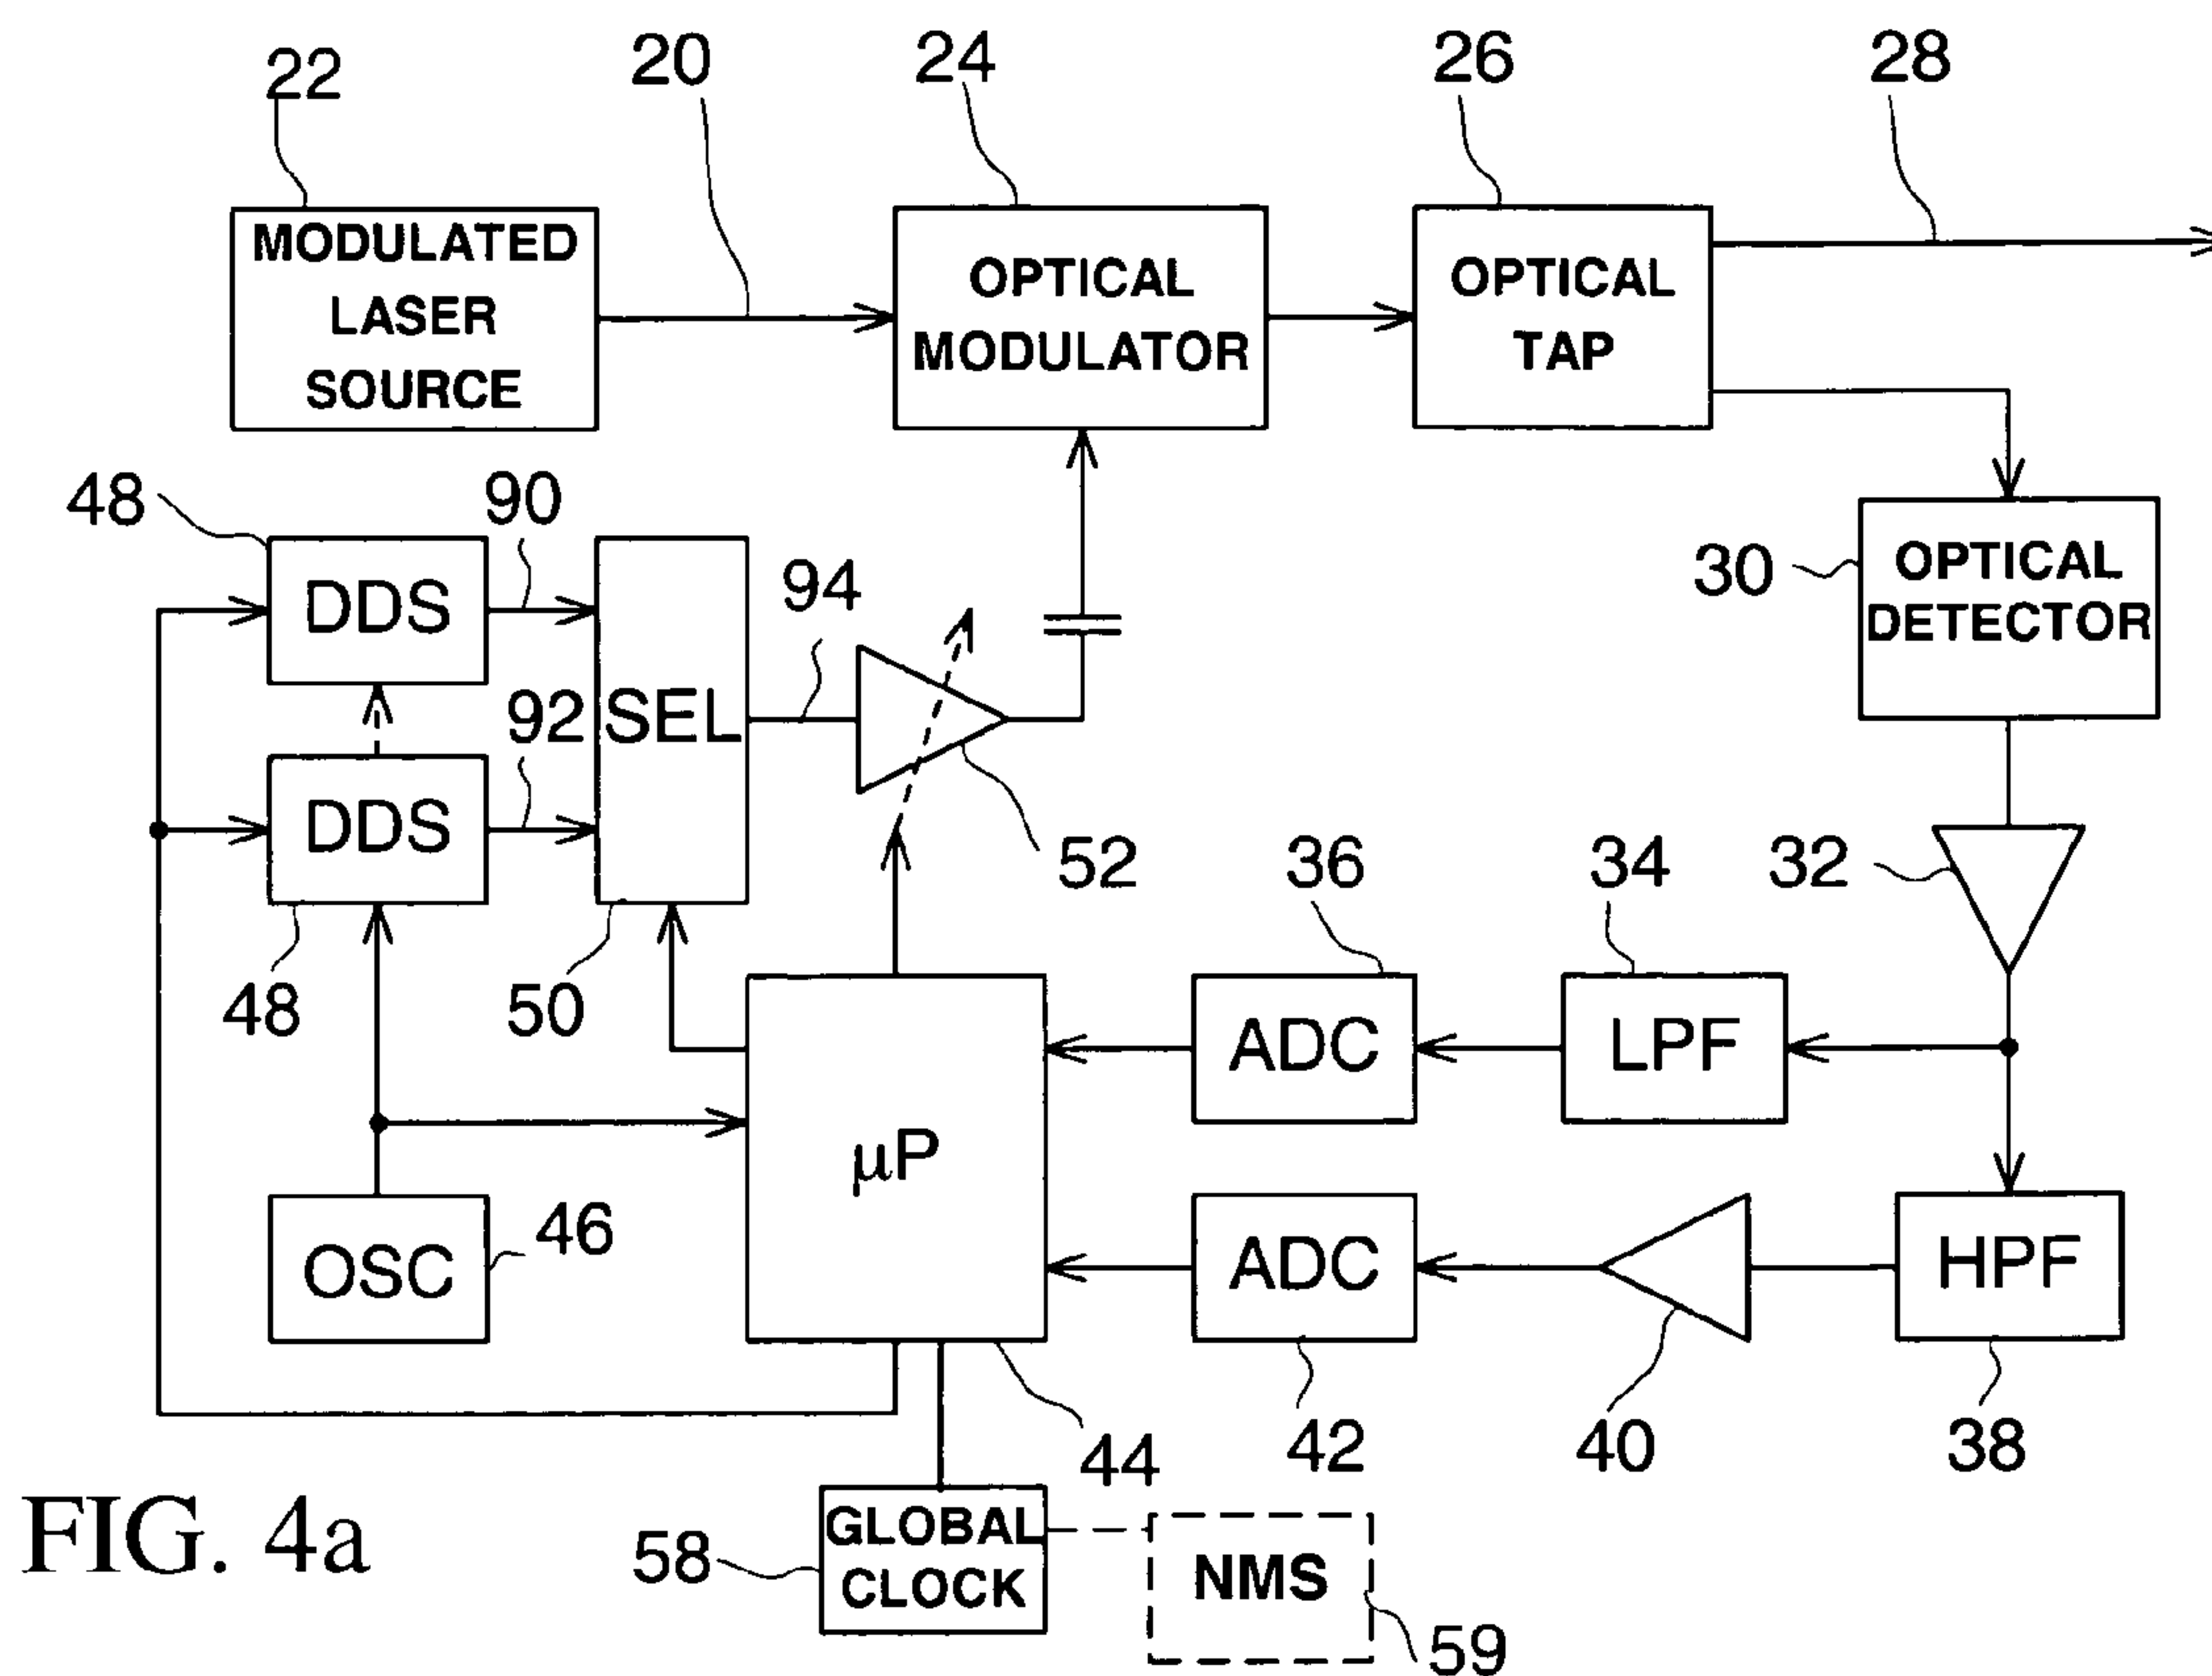 22
20
24
26
28
MODULATED
LASER
SOURCE
OPTICAL
MODULATOR
OPTICAL
TAP
48
90
94
30
OPTICAL
DETECTOR
DDS
92
SEL
DDS
52
36
34
32
48
50
ADC
LPF
µP
46
OSC
ADC
HPF
44
42
40
38
FIG. 4a
58
GLOBAL
CLOCK
NMS
59